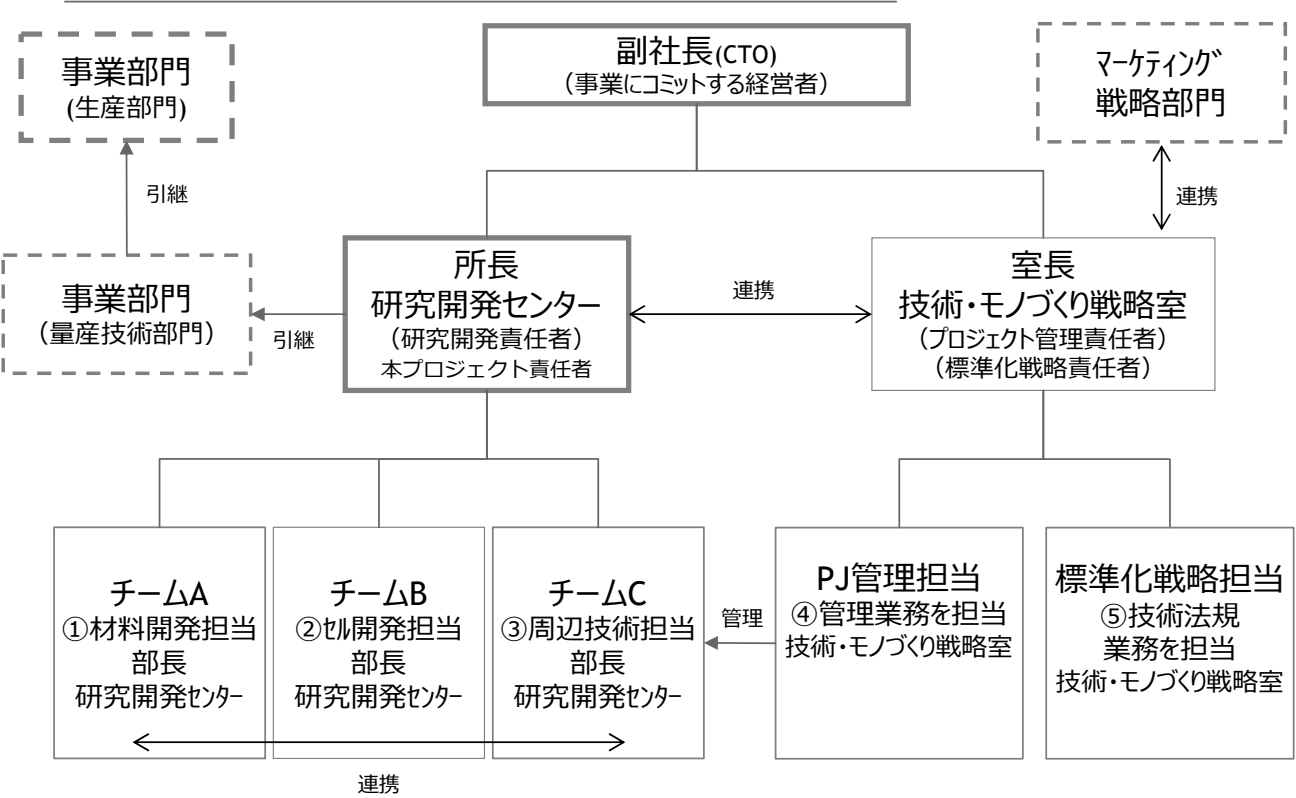 副社長(CTO)
（事業にコミットする経営者）
事業部門
(生産部門)
ﾏｰｹﾃｨﾝｸﾞ
戦略部門
引継
連携
事業部門
（量産技術部門）
引継
所長
研究開発センター
（研究開発責任者）
本プロジェクト責任者
連携
室長
技術・モノづくり戦略室
（プロジェクト管理責任者）
（標準化戦略責任者）
チームA
①材料開発担当
部長
研究開発ｾﾝﾀｰ
チームB
②ｾﾙ開発担当
部長
研究開発ｾﾝﾀｰ
チームC
③周辺技術担当
部長
研究開発ｾﾝﾀｰ
連携
管理
PJ管理担当
④管理業務を担当
技術・モノづくり戦略室
標準化戦略担当
⑤技術法規
業務を担当
技術・モノづくり戦略室